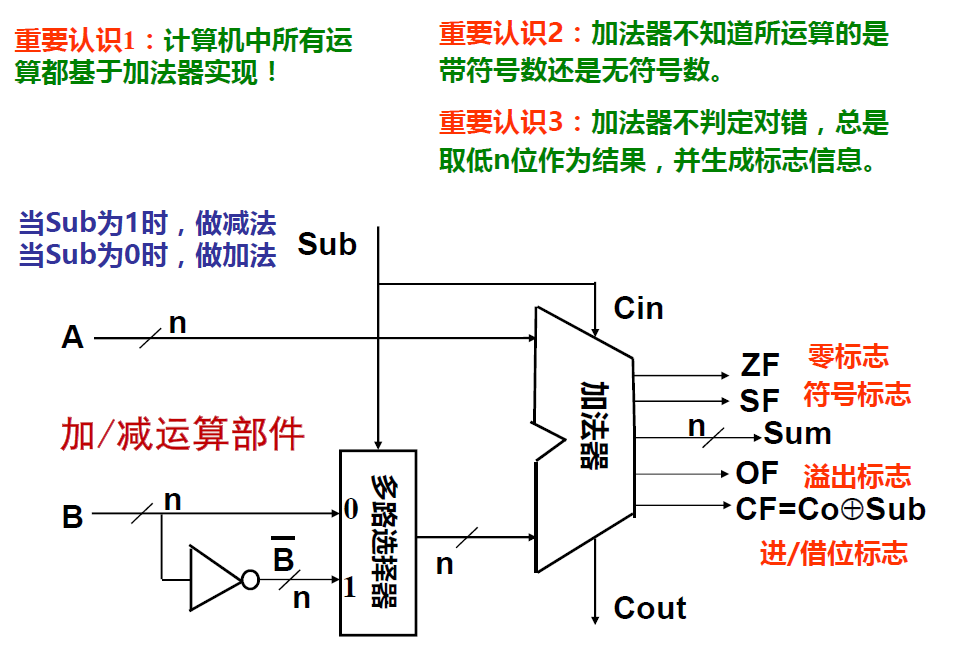 重要认识1：计算机中所有运
算都基于加法器实现！
重要认识2：加法器不知道所运算的是
带符号数还是无符号数。
重要认识3：加法器不判定对错，总是
取低n位作为结果，并生成标志信息。
当Sub为1时，做减法
当Sub为0时，做加法
Sub
Cin
A
n
加法器
ZF 零标志
SF 符号标志
n
Sum
OF 溢出标志
CF=Co⊕Sub
进/借位标志
加/减运算部件
B
n
0
多路选择器
B̅
1
n
n
Cout